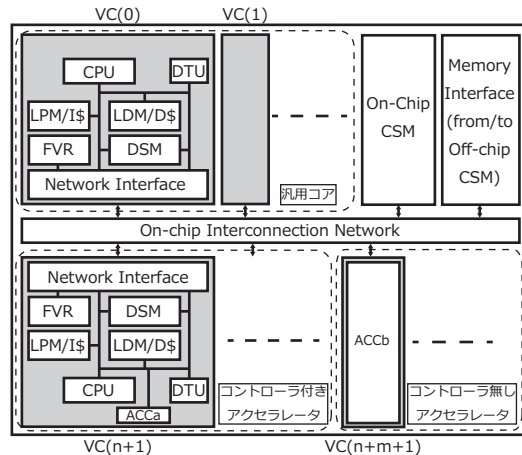 VC(0)
VC(1)
CPU
DTU
LPM/I$
LDM/D$
FVR
DSM
Network Interface
汎用コア
On-Chip
CSM
Memory
Interface
(from/to
Off-chip
CSM)
On-chip Interconnection Network
Network Interface
FVR
DSM
LPM/I$
LDM/D$
CPU
DTU
ACCa
コントローラ付き
アクセラレータ
ACCb
コントローラ無し
アクセラレータ
VC(n+1)
VC(n+m+1)